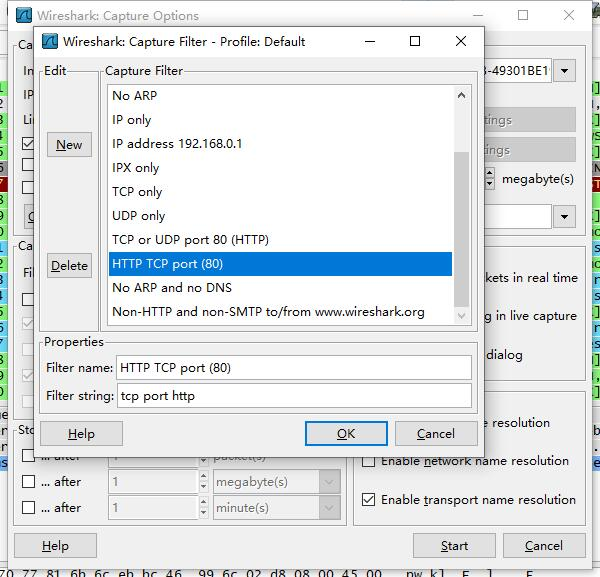 Wireshark: Capture Options
Wireshark: Capture Filter - Profile: Default
Edit
Capture Filter
New
Delete
No ARP
IP only
IP address 192.168.0.1
IPX only
TCP only
UDP only
TCP or UDP port 80 (HTTP)
HTTP TCP port (80)
No ARP and no DNS
Non-HTTP and non-SMTP to/from www.wireshark.org
Properties
Filter name: HTTP TCP port (80)
Filter string: tcp port http
Help OK Cancel
megabyte(s)
in real time
in live capture
dialog
resolution
... after 1
Enable network name resolution
... after 1 megabyte(s)
... after 1 minute(s)
Enable transport name resolution
Help Start Cancel